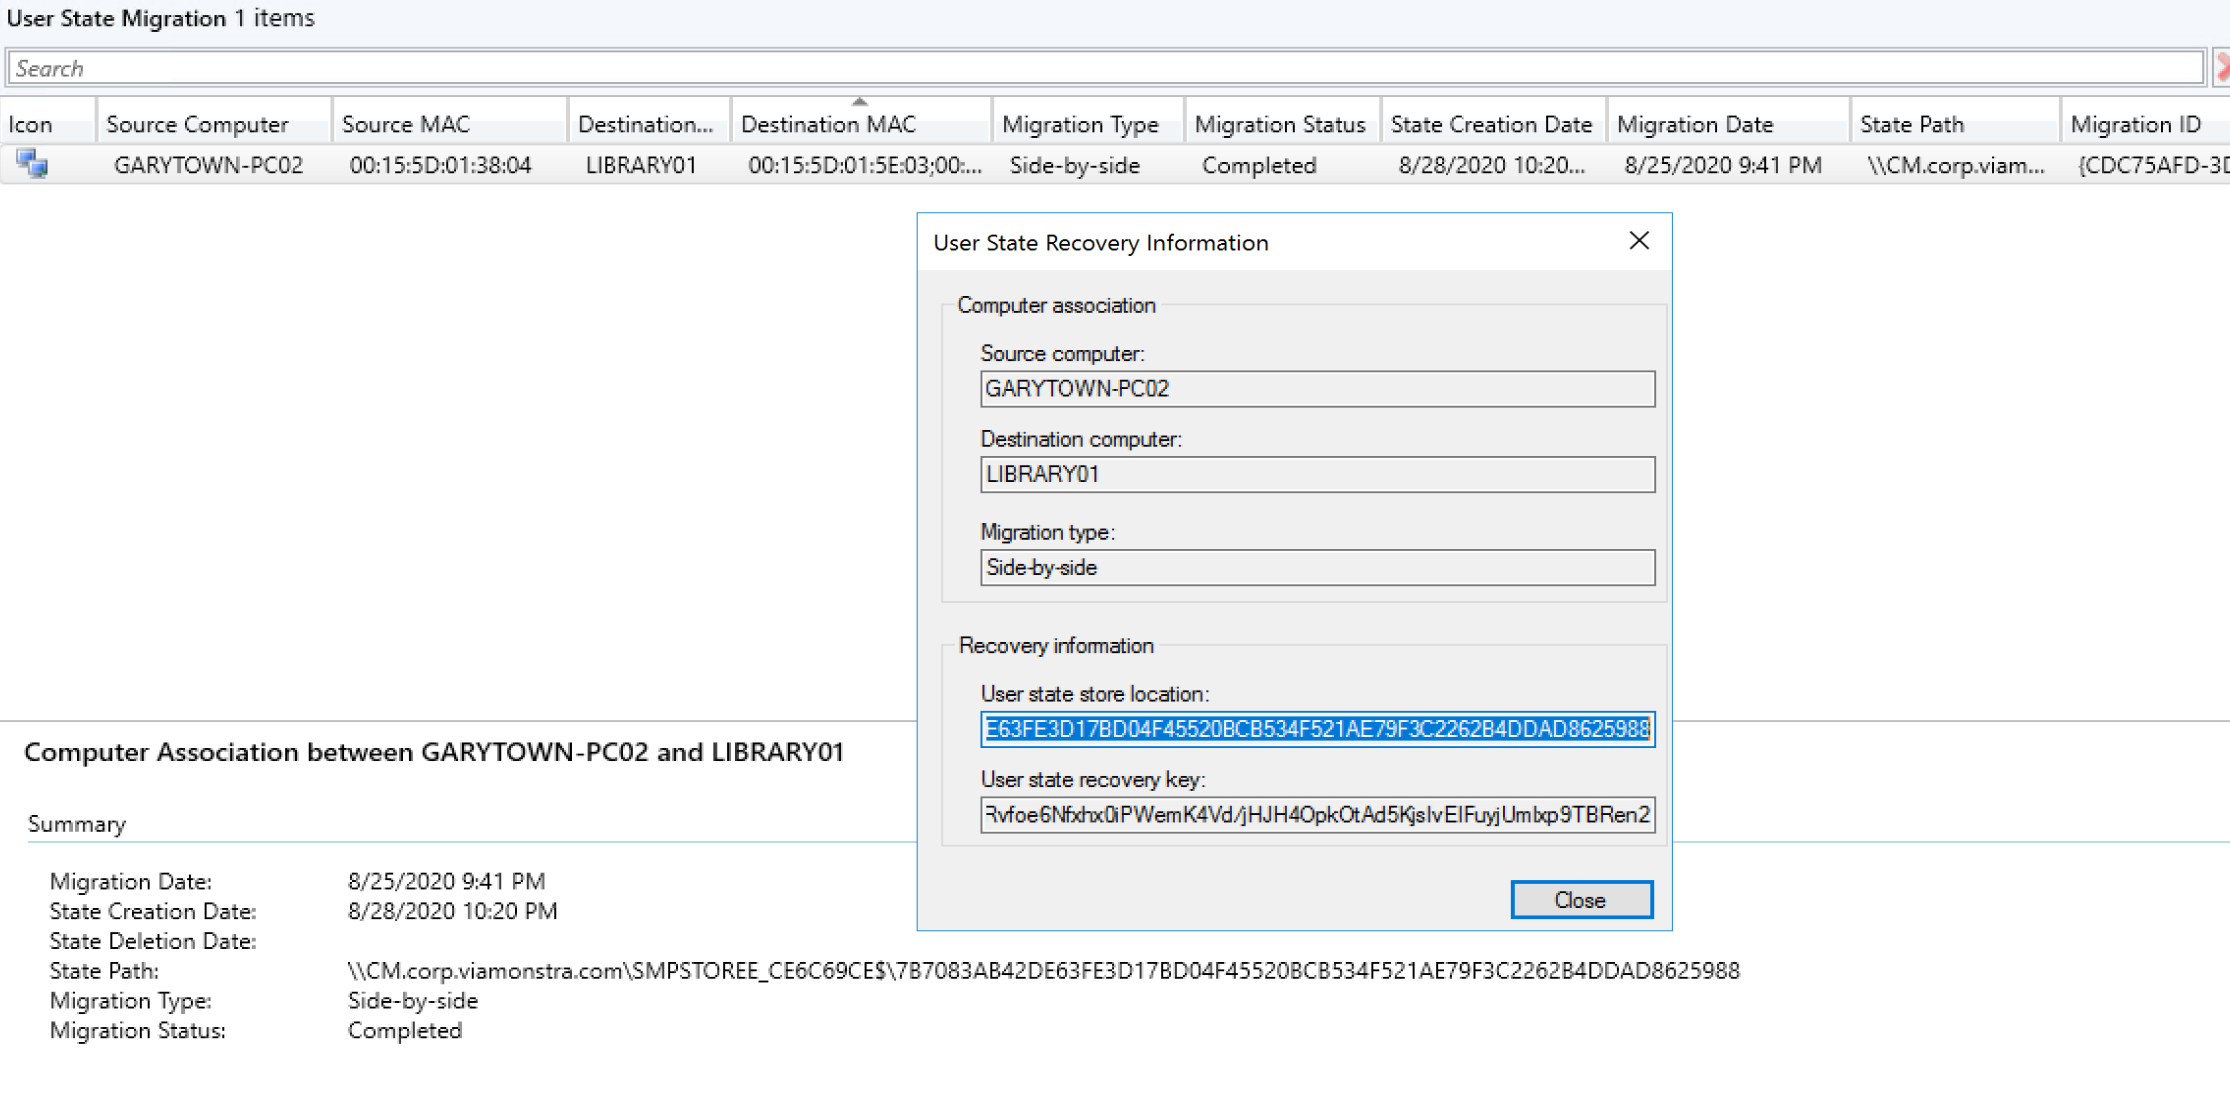 User State Migration 1 items
Search
Icon Source Computer Source MAC Destination... Destination MAC Migration Type Migration Status State Creation Date Migration Date State Path Migration ID
GARYTOWN-PC02 00:15:5D:01:38:04 LIBRARY01 00:15:5D:01:5E:03;00:... Side-by-side Completed 8/28/2020 10:20... 8/25/2020 9:41 PM \\CM.corp.viam... {CDC75AFD-3D
User State Recovery Information
Computer association
Source computer:
GARYTOWN-PC02
Destination computer:
LIBRARY01
Migration type:
Side-by-side
Recovery information
User state store location:
E63FE3D17BD04F45520BCB534F521AE79F3C2262B4DDAD8625988
User state recovery key:
Rvfoe6Nfxhx0iPWemK4Vd/jHJH4OpkOtAd5KjsIvEIFuyjUmIxp9TBRen2
Close
Computer Association between GARYTOWN-PC02 and LIBRARY01
Summary
Migration Date: 8/25/2020 9:41 PM
State Creation Date: 8/28/2020 10:20 PM
State Deletion Date:
State Path: \\CM.corp.viamonstra.com\SMPSTOREE_CE6C69CE$\7B7083AB42DE63FE3D17BD04F45520BCB534F521AE79F3C2262B4DDAD8625988
Migration Type: Side-by-side
Migration Status: Completed